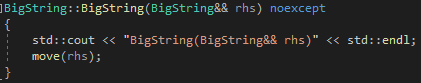 BigString::BigString(BigString&& rhs) noexcept
{
std::cout << "BigString(BigString&& rhs)" << std::endl;
move(rhs);
}